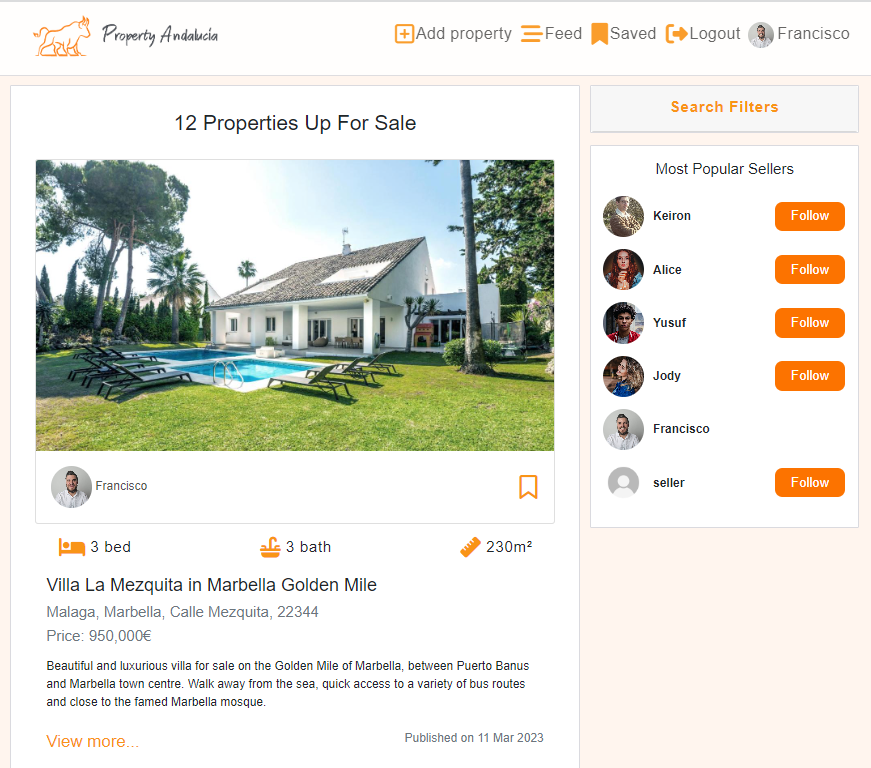 Property Andalucía
Add property Feed Saved Logout Francisco
12 Properties Up For Sale
Francisco
3 bed 3 bath 230m²
Villa La Mezquita in Marbella Golden Mile
Malaga, Marbella, Calle Mezquita, 22344
Price: 950,000€
Beautiful and luxurious villa for sale on the Golden Mile of Marbella, between Puerto Banus
and Marbella town centre. Walk away from the sea, quick access to a variety of bus routes
and close to the famed Marbella mosque.
View more...
Published on 11 Mar 2023
Search Filters
Most Popular Sellers
Keiron Follow
Alice Follow
Yusuf Follow
Jody Follow
Francisco
seller Follow